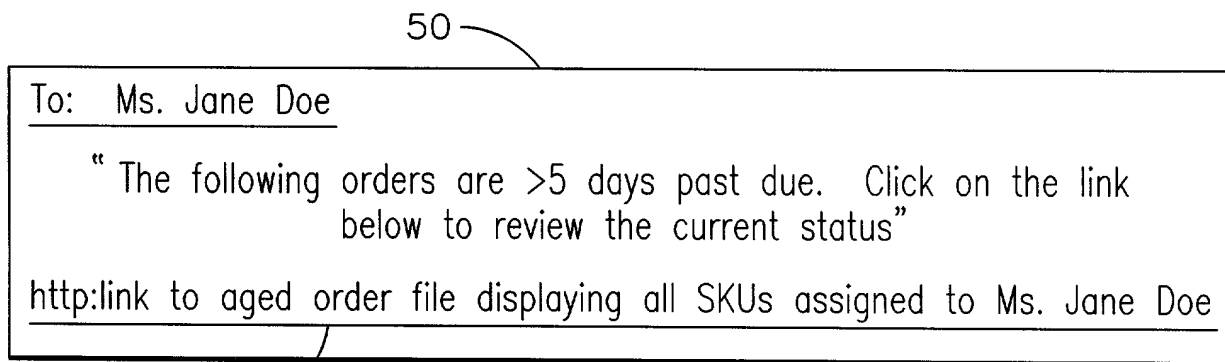 50
To: Ms. Jane Doe
“ The following orders are >5 days past due. Click on the link
below to review the current status”
http:link to aged order file displaying all SKUs assigned to Ms. Jane Doe